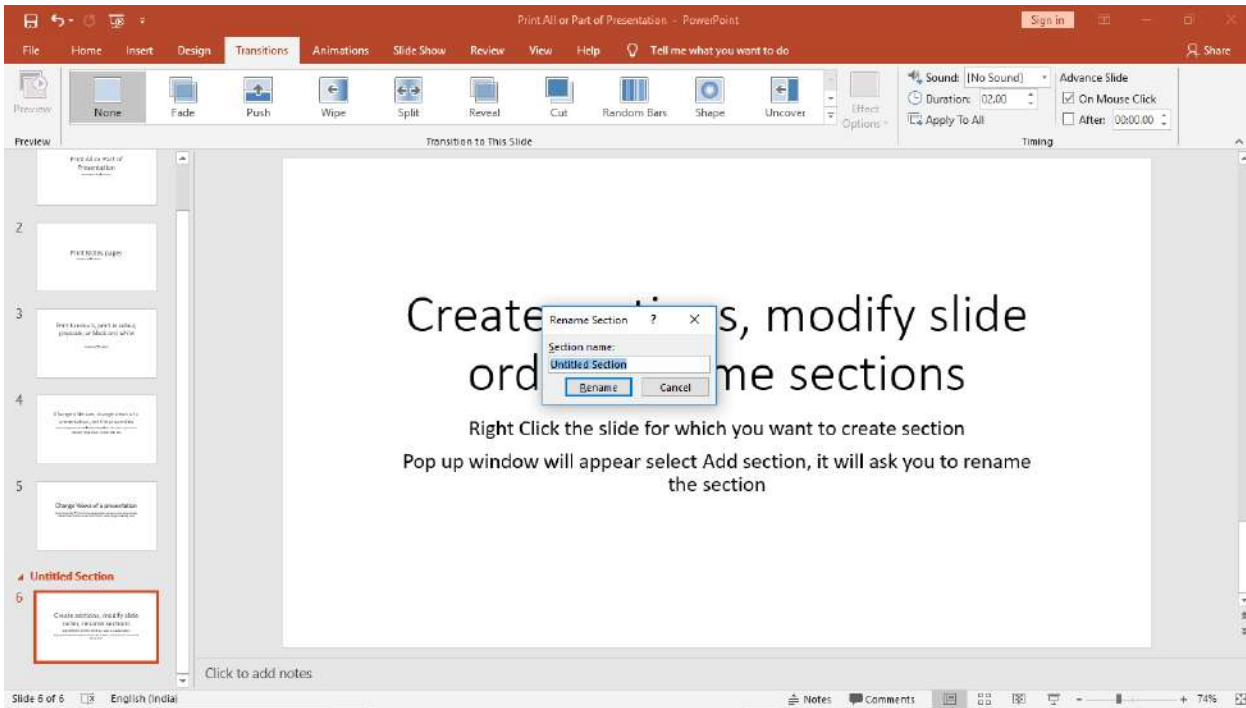 Print All or Part of Presentation - PowerPoint
Sign in
File Home Insert Design Transitions Animations Slide Show Review View Help Tell me what you want to do Share
Preview None Fade Push Wipe Split Reveal Cut Random Bars Shape Uncover Effect Options
Sound: [No Sound] Advance Slide
Duration: 02.00 On Mouse Click
Apply To All After: 00:00.00
Preview Transition to This Slide Timing
Print All or Part of
Presentation
2
Print Notes pages
3
4
5
Change Views of a presentation
Untitled Section
6
Create sections, modify slide
order, rename sections
Create s, modify slide
ord me sections
Rename Section ? ×
Section name:
Untitled Section
Rename Cancel
Right Click the slide for which you want to create section
Pop up window will appear select Add section, it will ask you to rename
the section
Click to add notes
Slide 6 of 6 English (India) Notes Comments - + 74%